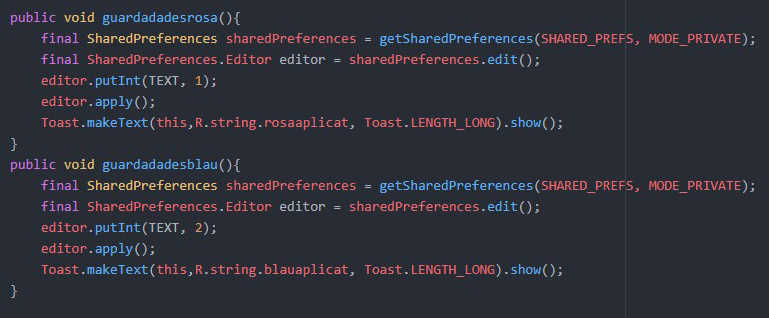 public void guardadadesrosa(){
    final SharedPreferences sharedPreferences = getSharedPreferences(SHARED_PREFS, MODE_PRIVATE);
    final SharedPreferences.Editor editor = sharedPreferences.edit();
    editor.putInt(TEXT, 1);
    editor.apply();
    Toast.makeText(this,R.string.rosaaplicat, Toast.LENGTH_LONG).show();
}
public void guardadadesblau(){
    final SharedPreferences sharedPreferences = getSharedPreferences(SHARED_PREFS, MODE_PRIVATE);
    final SharedPreferences.Editor editor = sharedPreferences.edit();
    editor.putInt(TEXT, 2);
    editor.apply();
    Toast.makeText(this,R.string.blauaplicat, Toast.LENGTH_LONG).show();
}